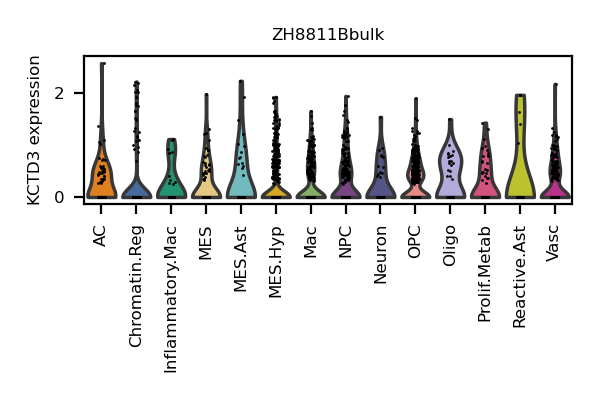 ZH8811Bbulk
KCTD3 expression
2
0
AC
Chromatin.Reg
Inflammatory.Mac
MES
MES.Ast
MES.Hyp
Mac
NPC
Neuron
OPC
Oligo
Prolif.Metab
Reactive.Ast
Vasc